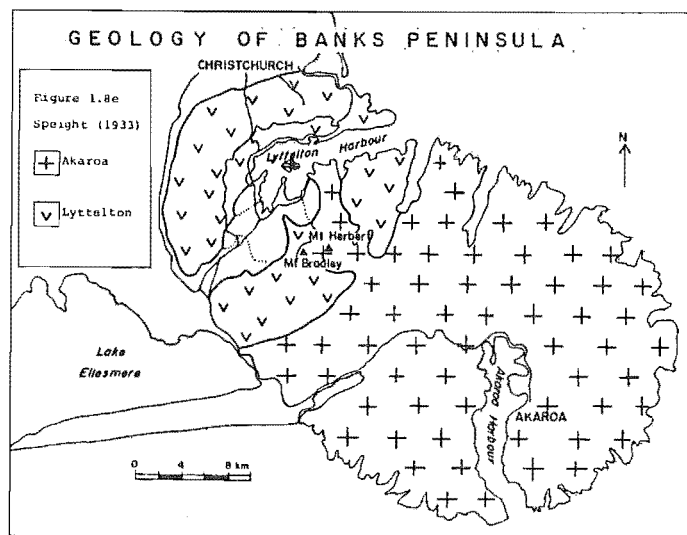 GEOLOGY OF BANKS PENINSULA
CHRISTCHURCH
Figure 1.8e
Speight (1933)
Akaroa
Lyttelton
Lyttelton Harbour
N
Mt Herbert
Mt Bradley
Lake
Ellesmere
Akaroa Harbour
AKAROA
0 4 8 km